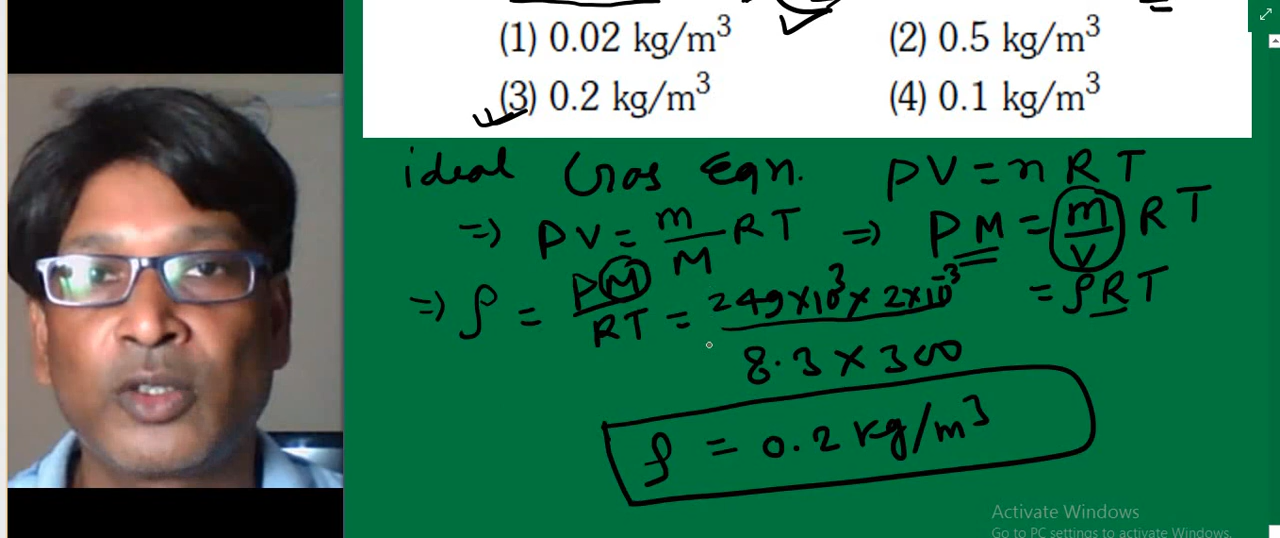 (1) 0.02 kg/m³ (2) 0.5 kg/m³
(3) 0.2 kg/m³ (4) 0.1 kg/m³
ideal Gas Eqn. PV = n R T
⇒ PV = m/M RT ⇒ PM = m/V RT
⇒ ρ = PM/RT = 249×10³ × 2×10⁻³ / 8.3 × 300 = ρRT
ρ = 0.2 kg/m³
Activate Windows
Go to PC settings to activate Windows.